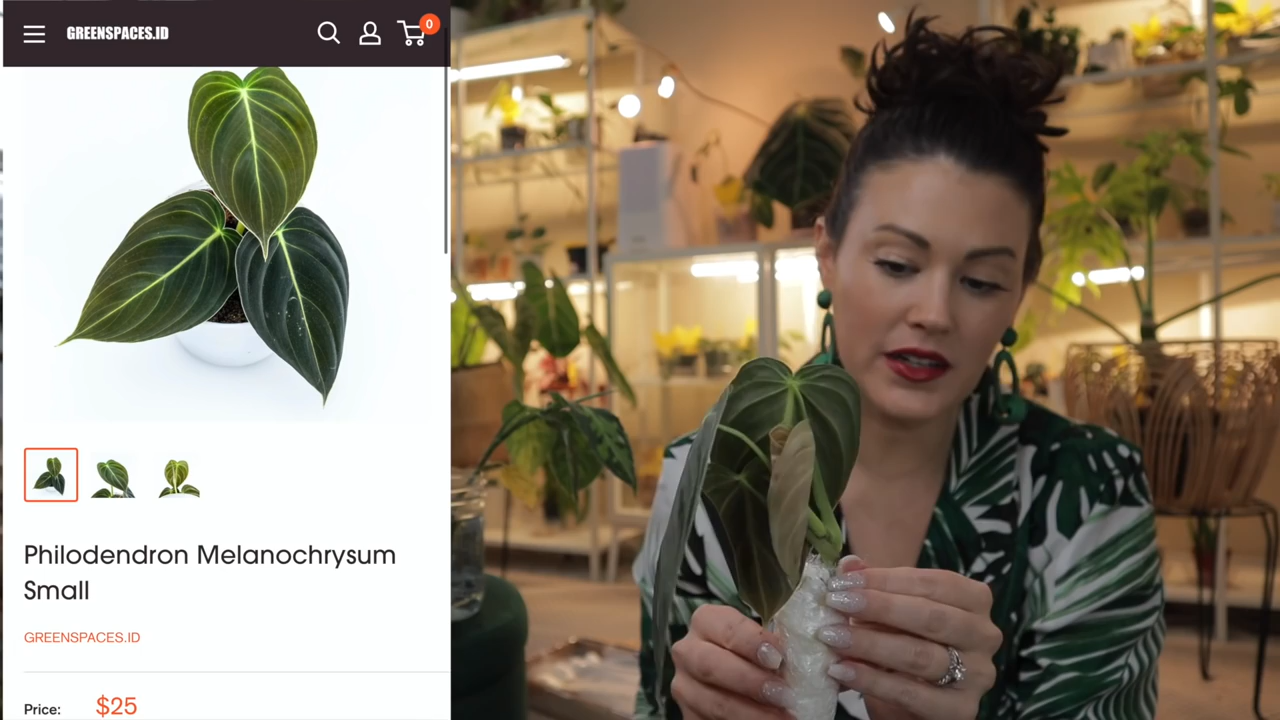 GREENSPACES.ID
0
Philodendron Melanochrysum
Small
GREENSPACES.ID
Price: $25